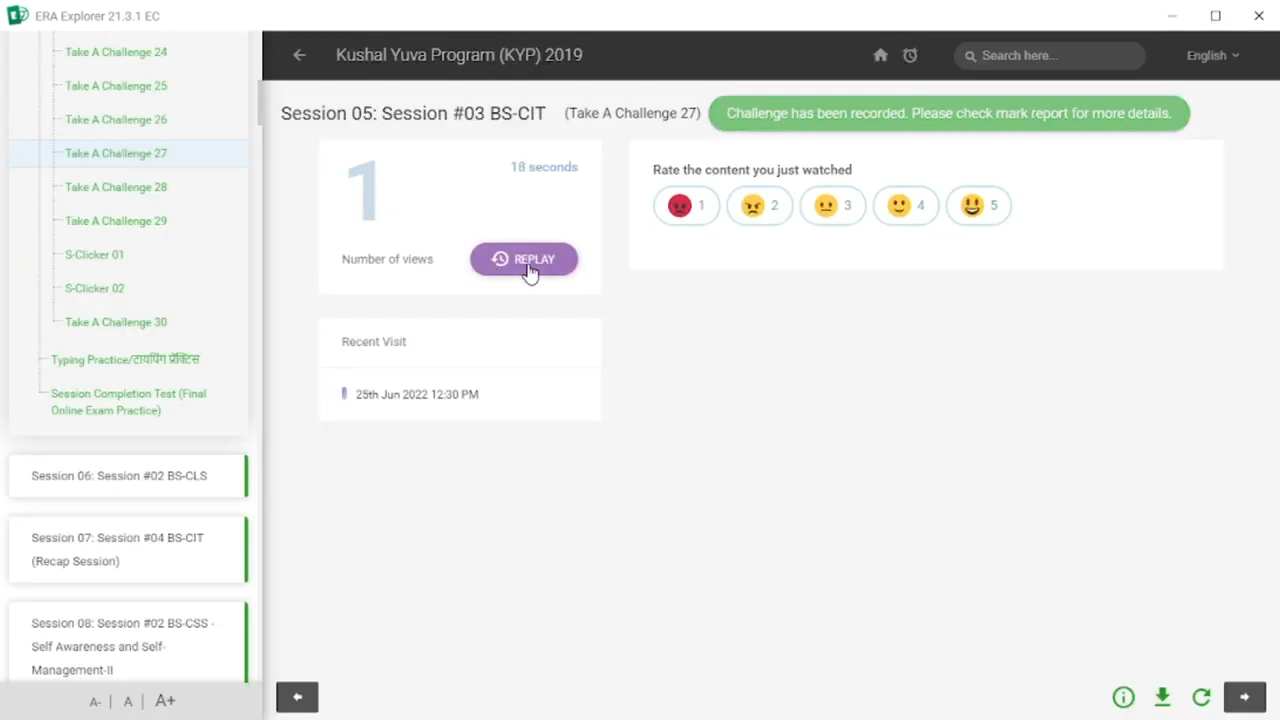 ERA Explorer 21.3.1 EC
Take A Challenge 24
Take A Challenge 25
Take A Challenge 26
Take A Challenge 27
Take A Challenge 28
Take A Challenge 29
S-Clicker 01
S-Clicker 02
Take A Challenge 30
Typing Practice/टायपिंग प्रॅक्टिस
Session Completion Test (Final
Online Exam Practice)
Session 06: Session #02 BS-CLS
Session 07: Session #04 BS-CIT
(Recap Session)
Session 08: Session #02 BS-CSS -
Self Awareness and Self-
Management-II
A- | A | A+
Kushal Yuva Program (KYP) 2019
Search here...
English
Session 05: Session #03 BS-CIT (Take A Challenge 27)
Challenge has been recorded. Please check mark report for more details.
1
18 seconds
Number of views
REPLAY
Rate the content you just watched
1 2 3 4 5
Recent Visit
25th Jun 2022 12:30 PM